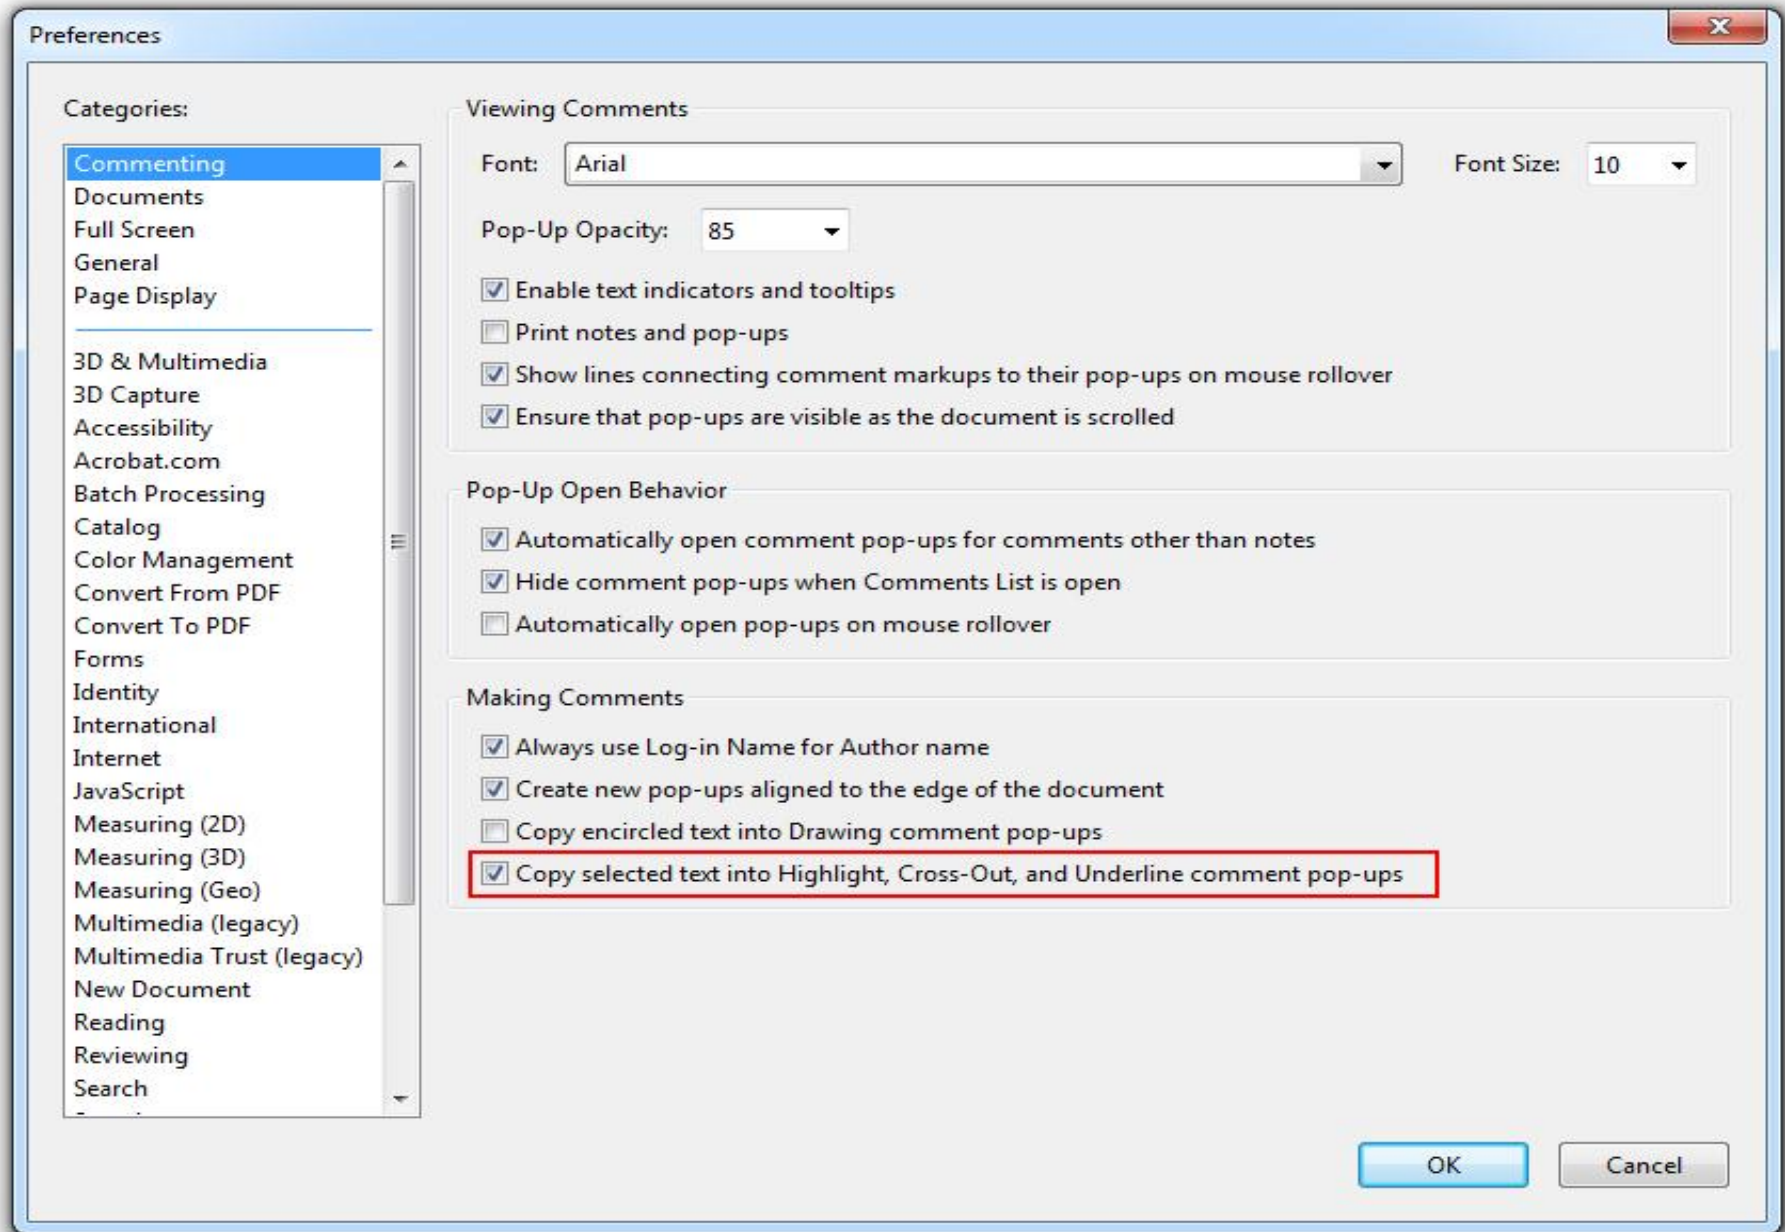 Preferences
Categories:
Commenting
Documents
Full Screen
General
Page Display
3D & Multimedia
3D Capture
Accessibility
Acrobat.com
Batch Processing
Catalog
Color Management
Convert From PDF
Convert To PDF
Forms
Identity
International
Internet
JavaScript
Measuring (2D)
Measuring (3D)
Measuring (Geo)
Multimedia (legacy)
Multimedia Trust (legacy)
New Document
Reading
Reviewing
Search
Viewing Comments
Font: Arial Font Size: 10
Pop-Up Opacity: 85
Enable text indicators and tooltips
Print notes and pop-ups
Show lines connecting comment markups to their pop-ups on mouse rollover
Ensure that pop-ups are visible as the document is scrolled
Pop-Up Open Behavior
Automatically open comment pop-ups for comments other than notes
Hide comment pop-ups when Comments List is open
Automatically open pop-ups on mouse rollover
Making Comments
Always use Log-in Name for Author name
Create new pop-ups aligned to the edge of the document
Copy encircled text into Drawing comment pop-ups
Copy selected text into Highlight, Cross-Out, and Underline comment pop-ups
OK Cancel